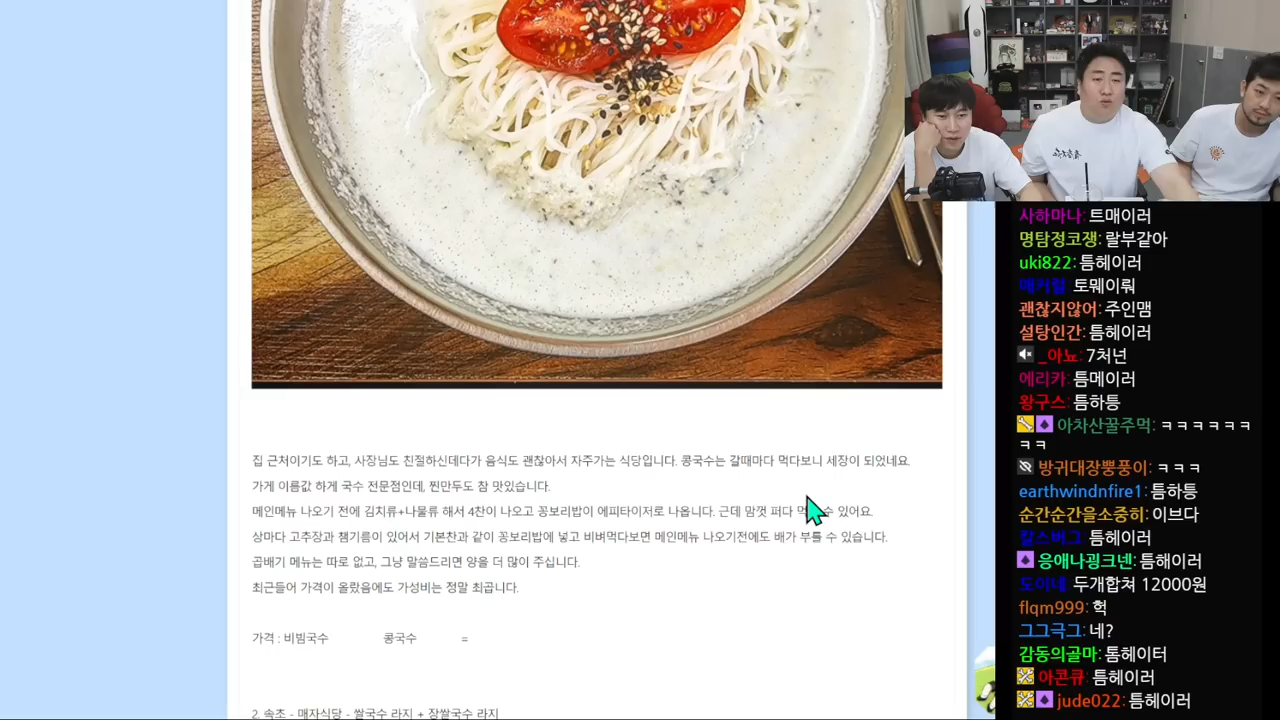 집 근처이기도 하고, 사장님도 친절하신데다가 음식도 괜찮아서 자주가는 식당입니다. 콩국수는 갈때마다 먹다보니 세장이 되었네요.
가게 이름값 하게 국수 전문점인데, 찐만두도 참 맛있습니다.
메인메뉴 나오기 전에 김치류+나물류 해서 4찬이 나오고 꽁보리밥이 에피타이저로 나옵니다. 근데 맘껏 퍼다 수 있어요.
상마다 고추장과 챔기름이 있어서 기본찬과 같이 꽁보리밥에 넣고 비벼먹다보면 메인메뉴 나오기전에도 배가 부를 수 있습니다.
곱배기 메뉴는 따로 없고, 그냥 말씀드리면 양을 더 많이 주십니다.
최근들어 가격이 올랐음에도 가성비는 정말 최곱니다.
가격 : 비빔국수 콩국수 =
2. 속초 - 매자식당 - 쌀국수 라지 + 장쌀국수 라지
사하마나: 트매이러
명탐정코쟁: 랄부같아
uki822: 틈헤이러
매커럴: 토뭬이뤄
괜찮지않어: 주인맴
설탕인간: 틈헤이러
_아뇨: 7처넌
에리카: 틈메이러
왕구스: 틈하틍
아차산꿀주먹: ㅋㅋㅋㅋㅋㅋ
ㅋㅋ
방귀대장뿡풍이: ㅋㅋㅋ
earthwindnfire1: 틈하틍
순간순간을소중히: 이브다
칼스버그: 틈헤이러
응애나굉크넨: 틈해이러
도이네: 두개합쳐 12000원
flqm999: 헉
그그극그: 네?
감동의골마: 톰헤이터
아콘큐: 틈헤이러
jude022: 틈헤이러